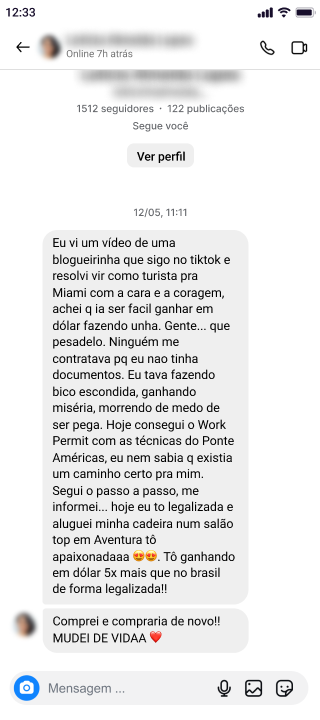 12:33
Online 7h atrás
1512 seguidores · 122 publicações
Segue você
Ver perfil
12/05, 11:11
Eu vi um vídeo de uma
blogueirinha que sigo no tiktok e
resolvi vir como turista pra
Miami com a cara e a coragem,
achei q ia ser facil ganhar em
dólar fazendo unha. Gente... que
pesadelo. Ninguém me
contratava pq eu nao tinha
documentos. Eu tava fazendo
bico escondida, ganhando
miséria, morrendo de medo de
ser pega. Hoje consegui o Work
Permit com as técnicas do Ponte
Américas, eu nem sabia q existia
um caminho certo pra mim.
Segui o passo a passo, me
informei... hoje eu to legalizada e
aluguei minha cadeira num salão
top em Aventura tô
apaixonadaaa 😍😍. Tô ganhando
em dólar 5x mais que no brasil
de forma legalizada!!
Comprei e compraria de novo!!
MUDEI DE VIDAA ❤️
Mensagem ...